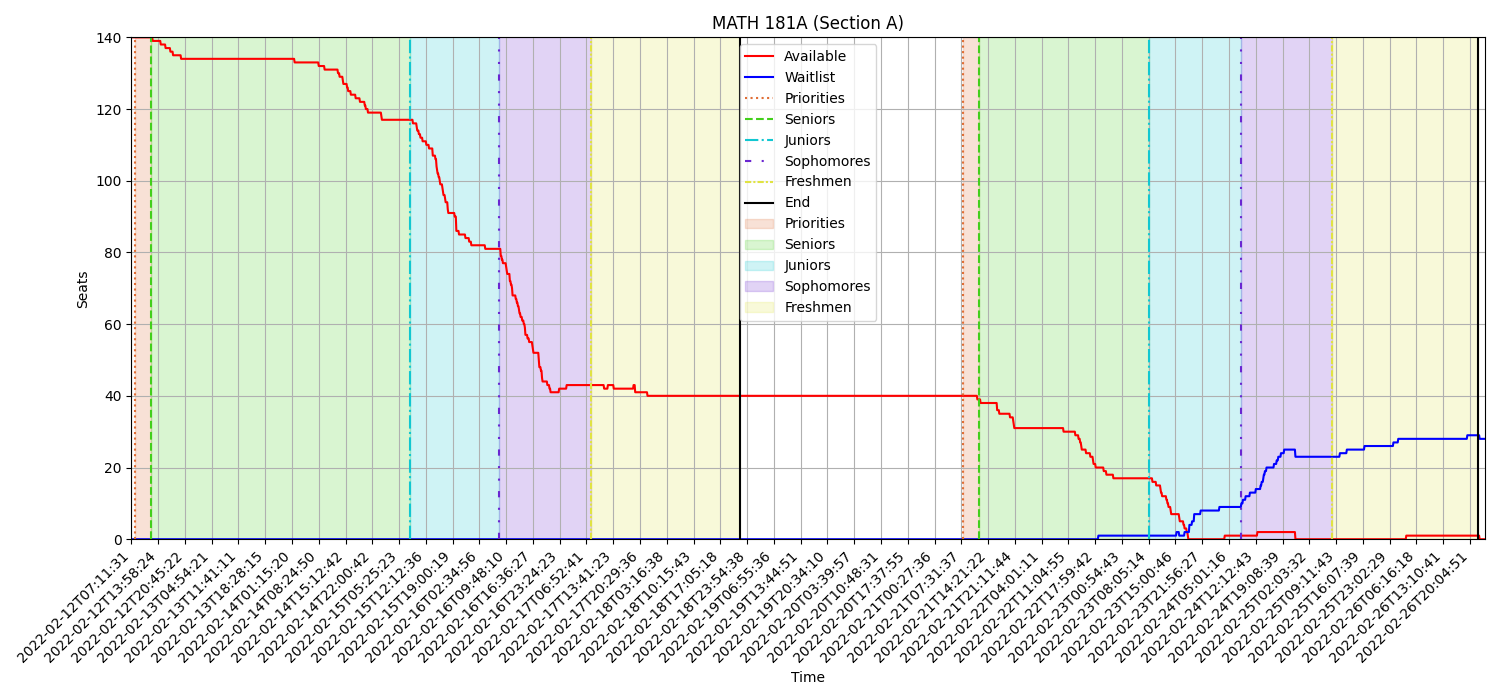 MATH 181A (Section A)
140
120
100
80
60
40
20
0
Seats
Available
Waitlist
Priorities
Seniors
Juniors
Sophomores
Freshmen
End
Priorities
Seniors
Juniors
Sophomores
Freshmen
2022-02-12T07:11:31
2022-02-12T13:58:24
2022-02-12T20:45:22
2022-02-13T04:54:21
2022-02-13T11:41:11
2022-02-13T18:28:15
2022-02-14T01:15:20
2022-02-14T08:24:50
2022-02-14T15:12:42
2022-02-14T22:00:42
2022-02-15T05:25:23
2022-02-15T12:12:36
2022-02-15T19:00:19
2022-02-16T02:34:56
2022-02-16T09:48:10
2022-02-16T16:36:27
2022-02-16T23:24:23
2022-02-17T06:52:41
2022-02-17T13:41:23
2022-02-17T20:29:36
2022-02-18T03:16:38
2022-02-18T10:15:43
2022-02-18T17:05:18
2022-02-18T23:54:38
2022-02-19T06:55:36
2022-02-19T13:44:51
2022-02-19T20:34:10
2022-02-20T03:39:57
2022-02-20T10:48:31
2022-02-20T17:37:55
2022-02-21T00:27:36
2022-02-21T07:31:37
2022-02-21T14:21:22
2022-02-21T21:11:44
2022-02-22T04:01:11
2022-02-22T11:04:55
2022-02-22T17:59:42
2022-02-23T00:54:43
2022-02-23T08:05:14
2022-02-23T15:00:46
2022-02-23T21:56:27
2022-02-24T05:01:16
2022-02-24T12:12:43
2022-02-24T19:08:39
2022-02-25T02:03:32
2022-02-25T09:11:43
2022-02-25T16:07:39
2022-02-25T23:02:29
2022-02-26T06:16:18
2022-02-26T13:10:41
2022-02-26T20:04:51
Time